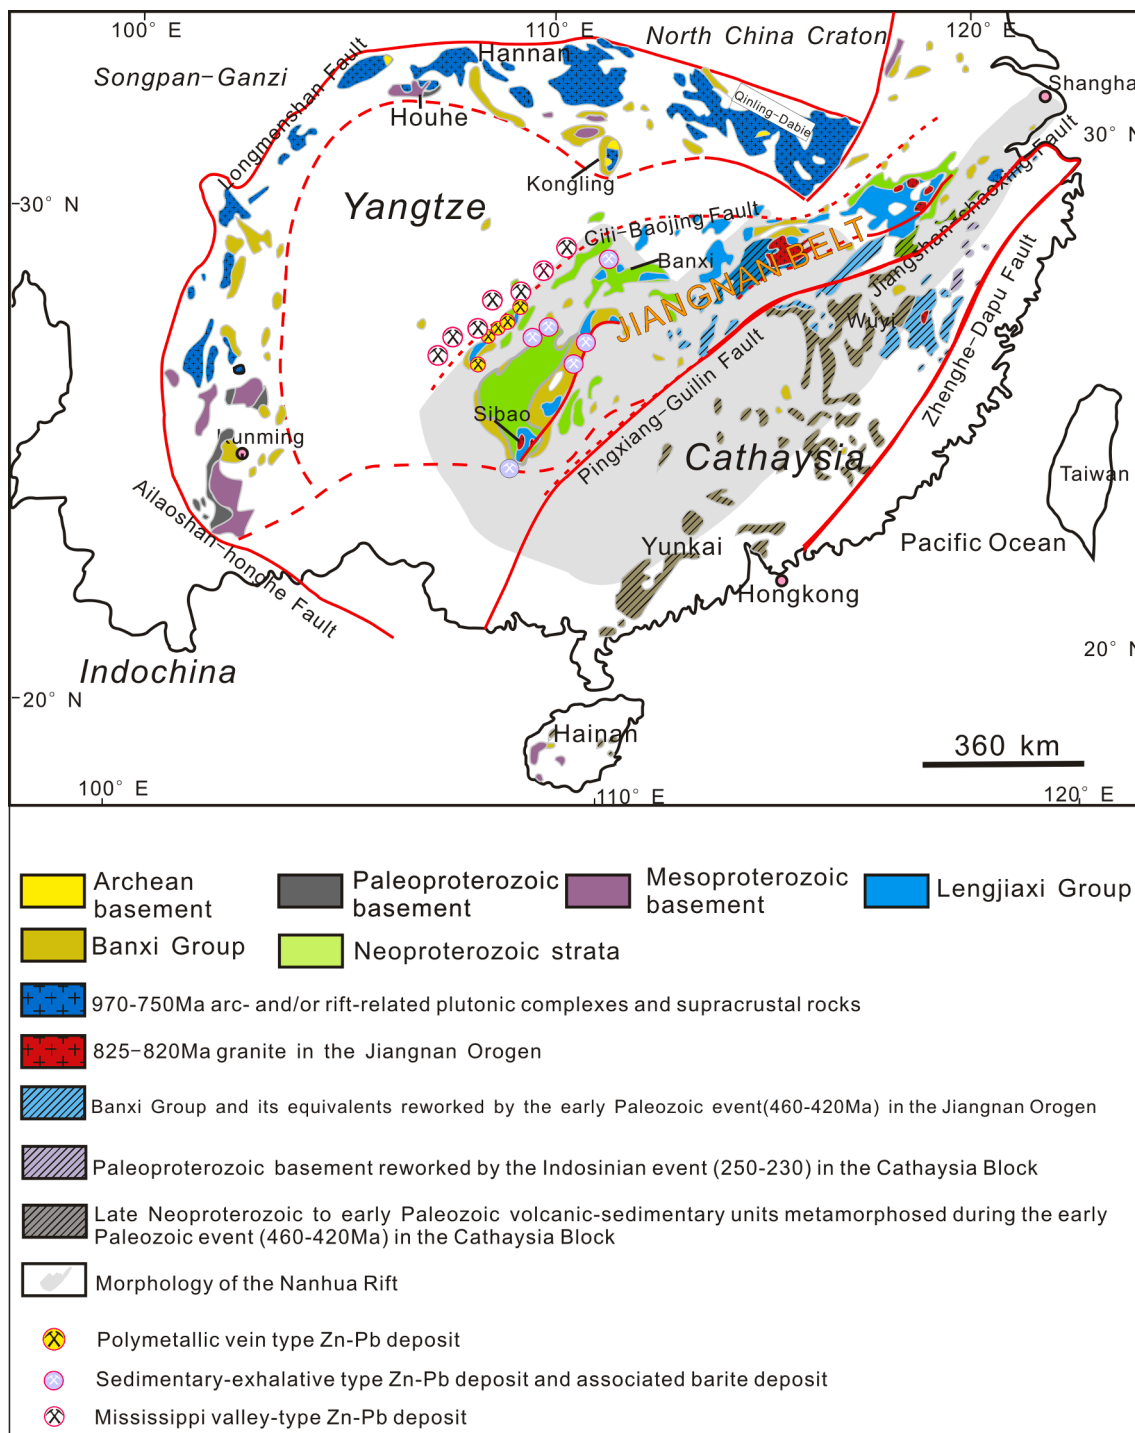 100° E
110° E
120° E
North China Craton
Songpan-Ganzi
Hannan
Longmenshan Fault
Shangha
Qinling-Dabie
Houhe
30° N
Kongling
30° N
Yangtze
Jiangshan-shaoxing-Fault
Cili-Baojing Fault
Banxi
JIANGNAN BELT
Wuyi
Zhenghe-Dapu Fault
Pingxiang-Guilin Fault
Sibao
Kunming
Cathaysia
Taiwan
Ailaoshan-honghe Fault
Yunkai
Pacific Ocean
Hongkong
Indochina
20° N
20° N
Hainan
360 km
100° E
110° E
120° E
Archean
basement
Paleoproterozoic
basement
Mesoproterozoic
basement
Lengjiaxi Group
Banxi Group
Neoproterozoic strata
970-750Ma arc- and/or rift-related plutonic complexes and supracrustal rocks
825-820Ma granite in the Jiangnan Orogen
Banxi Group and its equivalents reworked by the early Paleozoic event(460-420Ma) in the Jiangnan Orogen
Paleoproterozoic basement reworked by the Indosinian event (250-230) in the Cathaysia Block
Late Neoproterozoic to early Paleozoic volcanic-sedimentary units metamorphosed during the early
Paleozoic event (460-420Ma) in the Cathaysia Block
Morphology of the Nanhua Rift
Polymetallic vein type Zn-Pb deposit
Sedimentary-exhalative type Zn-Pb deposit and associated barite deposit
Mississippi valley-type Zn-Pb deposit